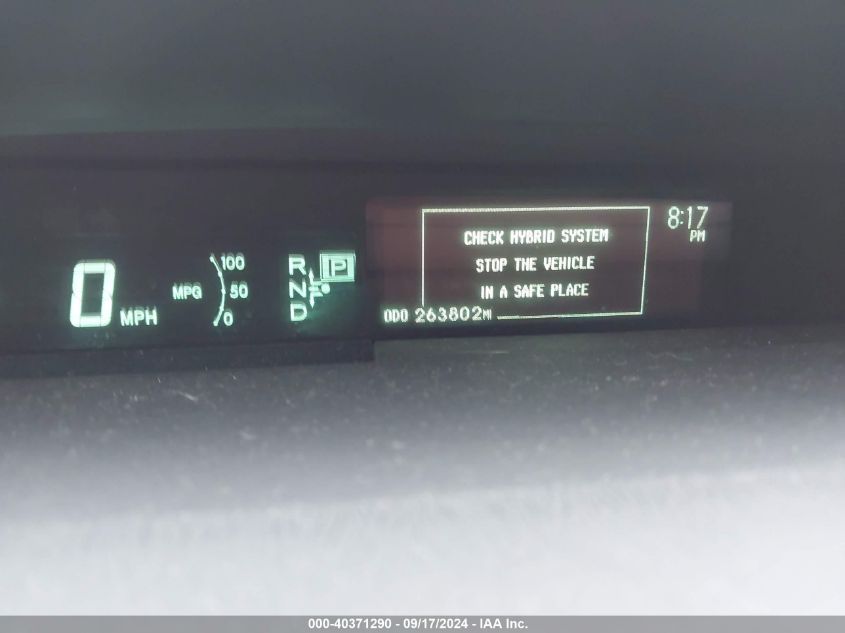 0 MPH
MPG
100
50
0
R
N
D
P
CHECK HYBRID SYSTEM
STOP THE VEHICLE
IN A SAFE PLACE
8:17
PM
ODO 263802MI
000-40371290 - 09/17/2024 - IAA Inc.